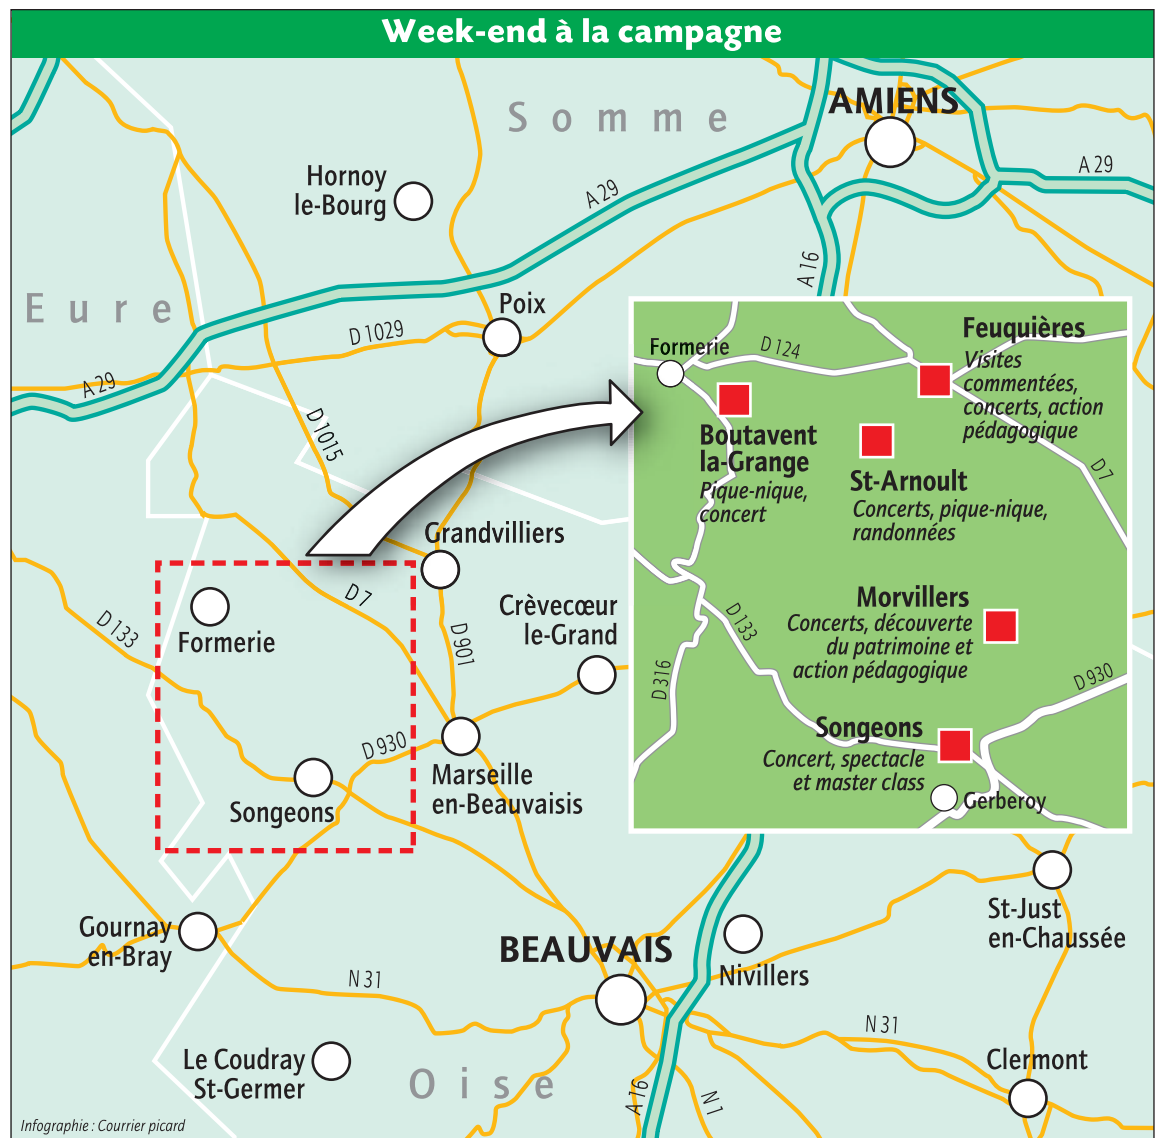 Week-end à la campagne
Somme
AMIENS
A 29
Hornoy
le-Bourg
A 29
A 16
Eure
Poix
D 1029
A 29
D 1015
Grandvilliers
D 7
Crèvecœur
le-Grand
D 133
Formerie
D 901
D 930
Marseille
en-Beauvaisis
Songeons
Formerie
D 124
Feuquières
Visites
commentées,
concerts, action
pédagogique
Boutavent
la-Grange
Pique-nique,
concert
St-Arnoult
Concerts, pique-nique,
randonnées
D 7
Morvillers
Concerts, découverte
du patrimoine et
action pédagogique
D 133
D 316
D 930
Songeons
Concert, spectacle
et master class
Gerberoy
Gournay
en-Bray
BEAUVAIS
Nivillers
St-Just
en-Chaussée
N 31
N 31
Le Coudray
St-Germer
Oise
A 16
N 1
Clermont
Infographie : Courrier picard